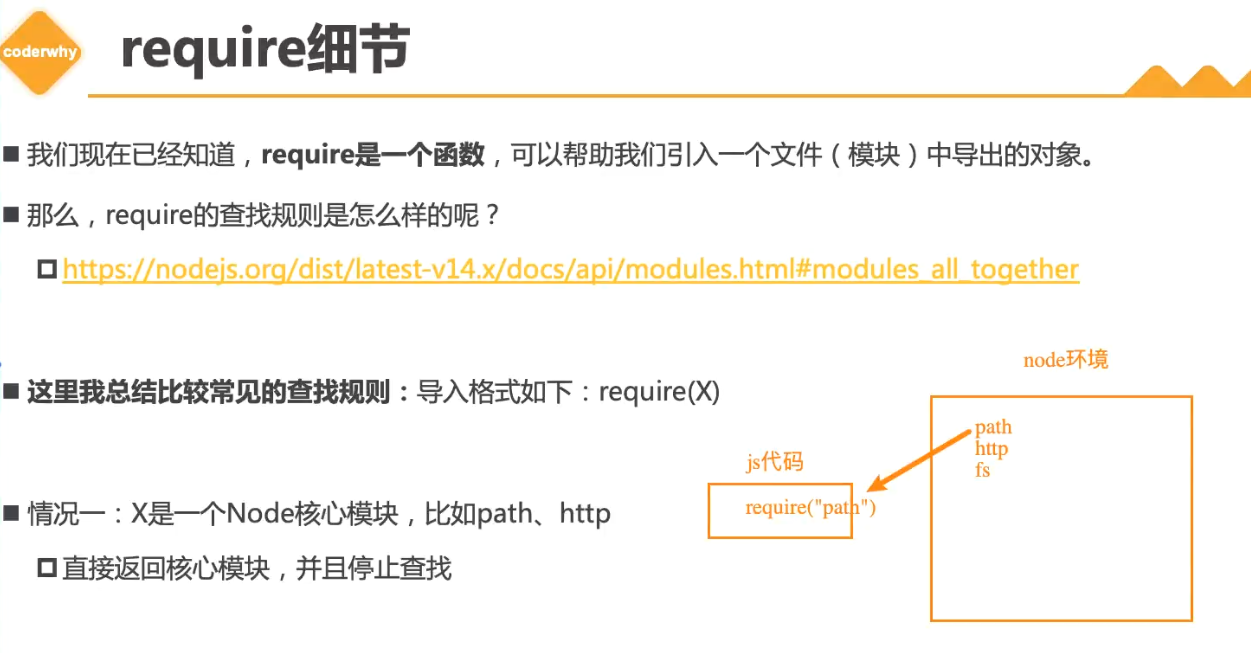 coderwhy
require细节
我们现在已经知道，require是一个函数，可以帮助我们引入一个文件（模块）中导出的对象。
那么，require的查找规则是怎么样的呢？
https://nodejs.org/dist/latest-v14.x/docs/api/modules.html#modules_all_together
这里我总结比较常见的查找规则：导入格式如下：require(X)
情况一：X是一个Node核心模块，比如path、http
直接返回核心模块，并且停止查找
js代码
require("path")
node环境
path
http
fs